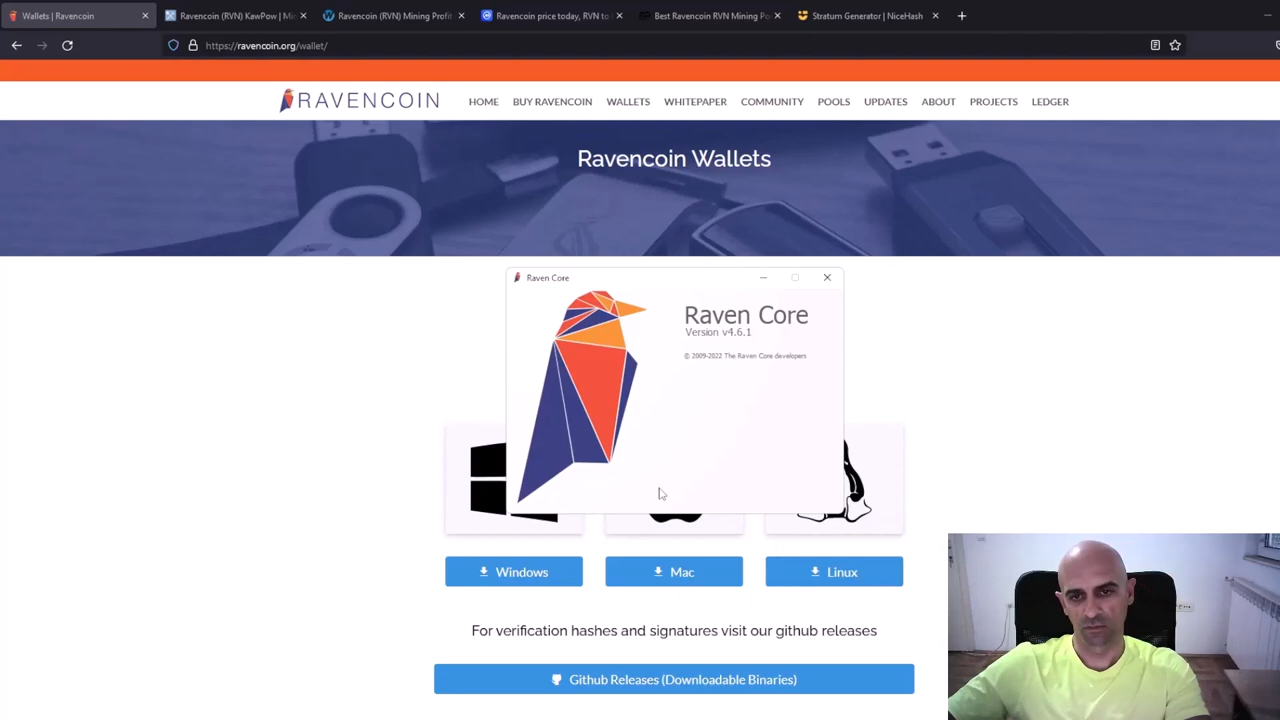 Wallets | Ravencoin
Ravencoin (RVN) KawPow | Mi
Ravencoin (RVN) Mining Profit
Ravencoin price today, RVN to
Best Ravencoin RVN Mining Po
Stratum Generator | NiceHash
https://ravencoin.org/wallet/
RAVENCOIN
HOME
BUY RAVENCOIN
WALLETS
WHITEPAPER
COMMUNITY
POOLS
UPDATES
ABOUT
PROJECTS
LEDGER
Ravencoin Wallets
Raven Core
Raven Core
Version v4.6.1
© 2009-2022 The Raven Core developers
Windows
Mac
Linux
For verification hashes and signatures visit our github releases
Github Releases (Downloadable Binaries)